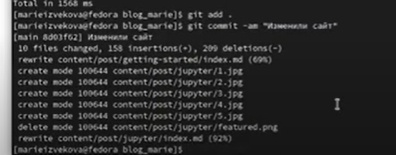 Total in 1568 ms
[marieizvekova@fedora blog_marie]$ git add .
[marieizvekova@fedora blog_marie]$ git commit -am "Изменили сайт"
[main 8d03f62] Изменили сайт
10 files changed, 158 insertions(+), 209 deletions(-)
rewrite content/post/getting-started/index.md (69%)
create mode 100644 content/post/jupyter/1.jpg
create mode 100644 content/post/jupyter/2.jpg
create mode 100644 content/post/jupyter/3.jpg
create mode 100644 content/post/jupyter/4.jpg
create mode 100644 content/post/jupyter/5.jpg
delete mode 100644 content/post/jupyter/featured.png
rewrite content/post/jupyter/index.md (92%)
[marieizvekova@fedora blog_marie]$